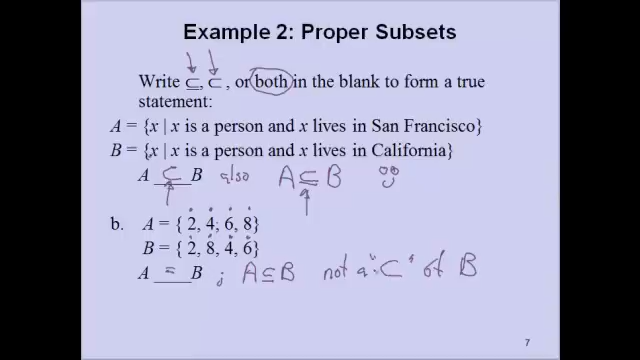 Example 2: Proper Subsets
Write ⊆, ⊂, or both in the blank to form a true
statement:
A = {x | x is a person and x lives in San Francisco}
B = {x | x is a person and x lives in California}
A ⊂ B also A ⊆ B
b. A = { 2, 4, 6, 8}
B = { 2, 8, 4, 6}
A = B ; A ⊆ B not a "⊂" of B
7